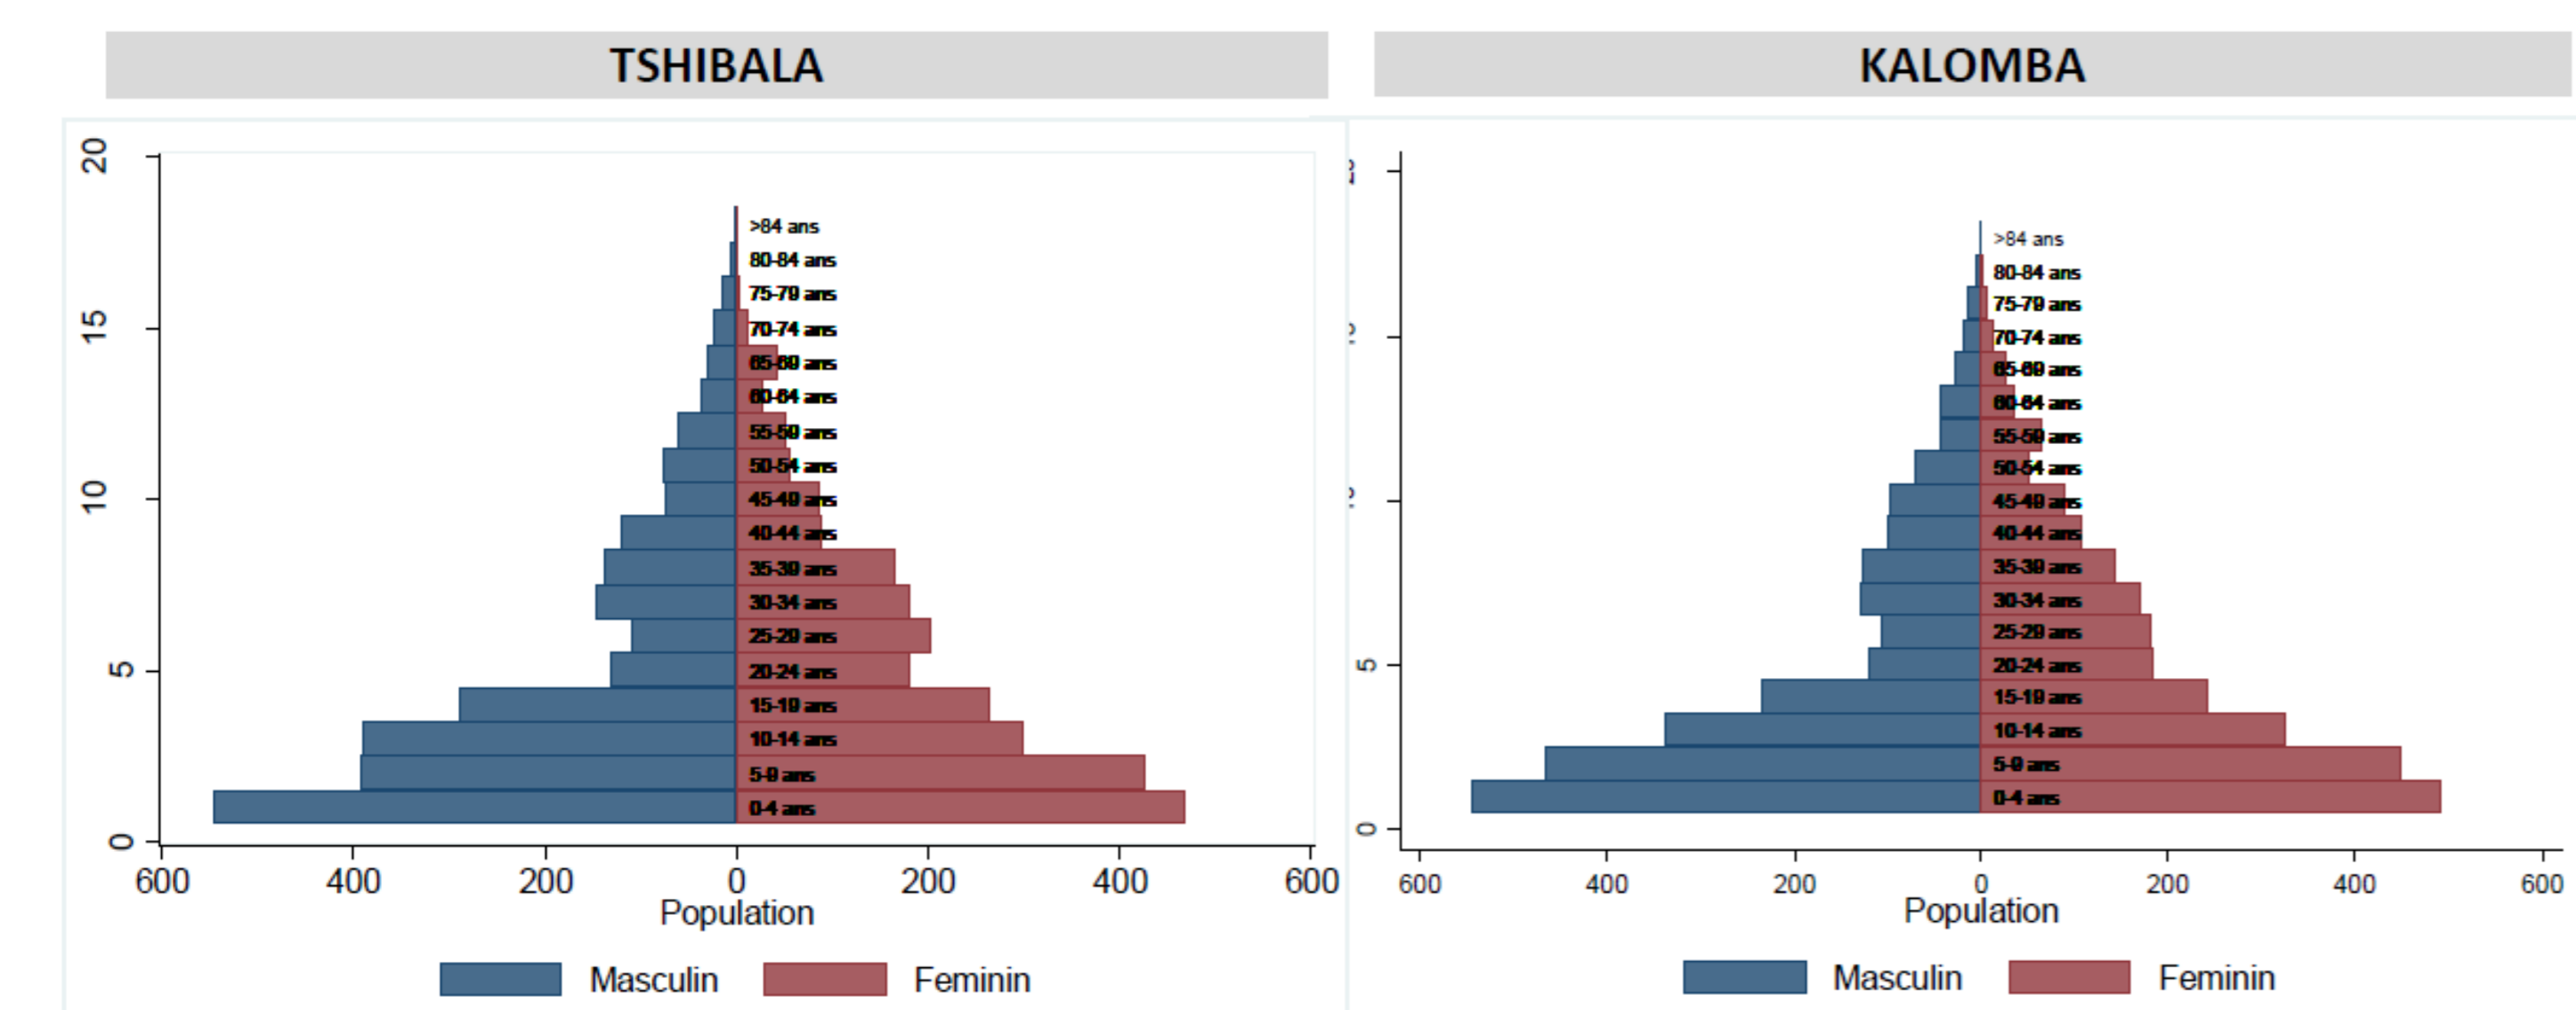 TSHIBALA
20
15
10
5
0
>84 ans
80-84 ans
75-79 ans
70-74 ans
65-69 ans
60-64 ans
55-59 ans
50-54 ans
45-49 ans
40-44 ans
35-39 ans
30-34 ans
25-29 ans
20-24 ans
15-19 ans
10-14 ans
5-9 ans
0-4 ans
600 400 200 0 200 400 600
Population
Masculin Feminin
KALOMBA
5
0
>84 ans
80-84 ans
75-79 ans
70-74 ans
65-69 ans
60-64 ans
55-59 ans
50-54 ans
45-49 ans
40-44 ans
35-39 ans
30-34 ans
25-29 ans
20-24 ans
15-19 ans
10-14 ans
5-9 ans
0-4 ans
600 400 200 0 200 400 600
Population
Masculin Feminin